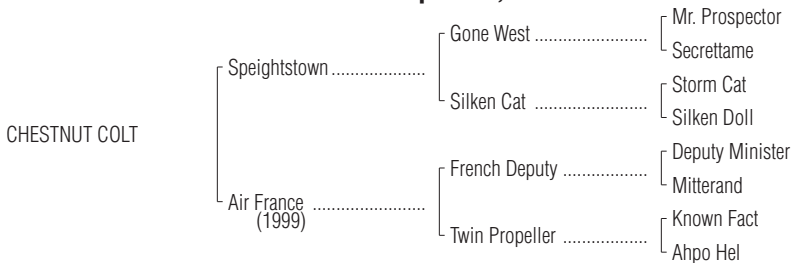 Mr. Prospector
Gone West ....................
Secrettame
Speightstown ....................
Storm Cat
Silken Cat ....................
Silken Doll
CHESTNUT COLT
Deputy Minister
French Deputy ..................
Mitterand
Air France ....................
(1999)
Known Fact
Twin Propeller ..................
Ahpo Hel